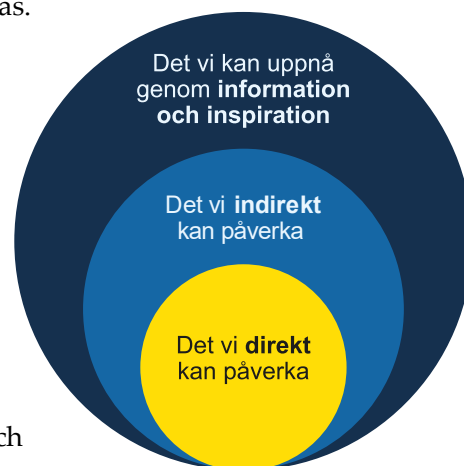 as.
Det vi kan uppnå
genom information
och inspiration
Det vi indirekt
kan påverka
Det vi direkt
kan påverka
ch